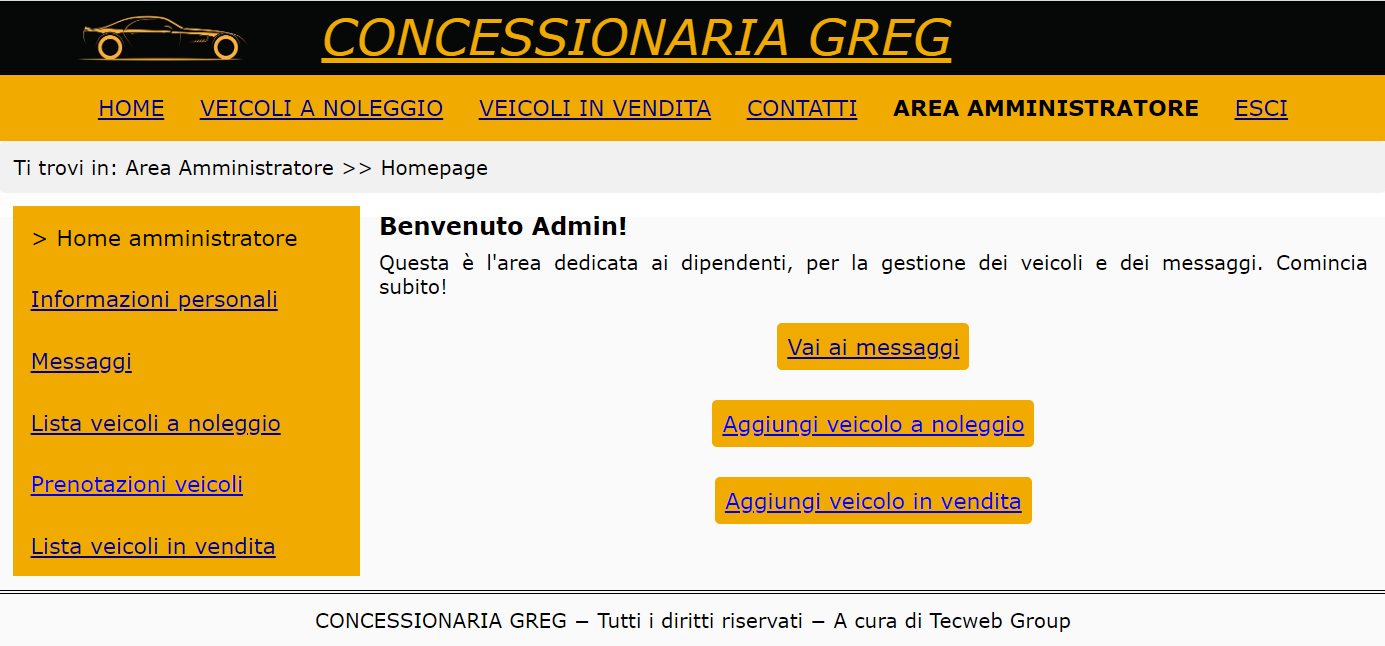 CONCESSIONARIA GREG
HOME VEICOLI A NOLEGGIO VEICOLI IN VENDITA CONTATTI AREA AMMINISTRATORE ESCI
Ti trovi in: Area Amministratore >> Homepage
> Home amministratore
Informazioni personali
Messaggi
Lista veicoli a noleggio
Prenotazioni veicoli
Lista veicoli in vendita
Benvenuto Admin!
Questa è l'area dedicata ai dipendenti, per la gestione dei veicoli e dei messaggi. Comincia
subito!
Vai ai messaggi
Aggiungi veicolo a noleggio
Aggiungi veicolo in vendita
CONCESSIONARIA GREG − Tutti i diritti riservati − A cura di Tecweb Group